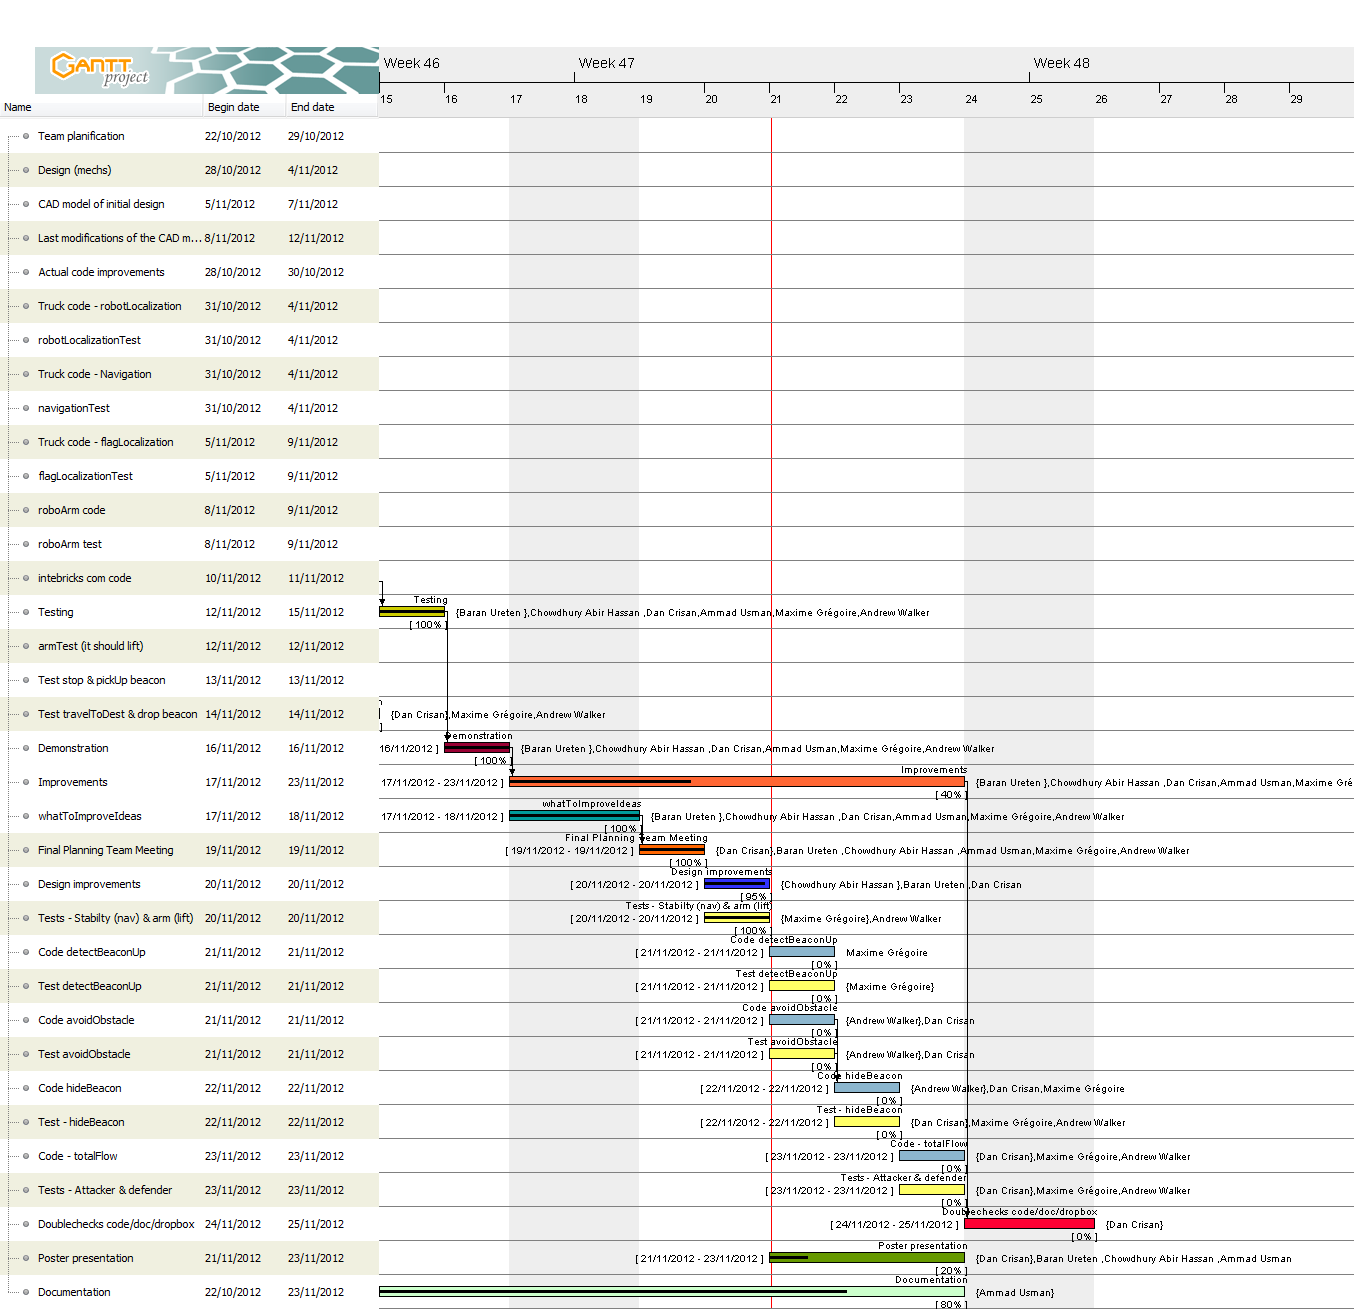 GANTT
project
Week 46 Week 47 Week 48
Name Begin date End date 15 16 17 18 19 20 21 22 23 24 25 26 27 28 29
Team planification 22/10/2012 29/10/2012
Design (mechs) 28/10/2012 4/11/2012
CAD model of initial design 5/11/2012 7/11/2012
Last modifications of the CAD m... 8/11/2012 12/11/2012
Actual code improvements 28/10/2012 30/10/2012
Truck code - robotLocalization 31/10/2012 4/11/2012
robotLocalizationTest 31/10/2012 4/11/2012
Truck code - Navigation 31/10/2012 4/11/2012
navigationTest 31/10/2012 4/11/2012
Truck code - flagLocalization 5/11/2012 9/11/2012
flagLocalizationTest 5/11/2012 9/11/2012
roboArm code 8/11/2012 9/11/2012
roboArm test 8/11/2012 9/11/2012
intebricks com code 10/11/2012 11/11/2012
Testing
Testing 12/11/2012 15/11/2012 {Baran Ureten },Chowdhury Abir Hassan ,Dan Crisan,Ammad Usman,Maxime Grégoire,Andrew Walker
[ 100% ]
armTest (it should lift) 12/11/2012 12/11/2012
Test stop & pickUp beacon 13/11/2012 13/11/2012
Test travelToDest & drop beacon 14/11/2012 14/11/2012 {Dan Crisan},Maxime Grégoire,Andrew Walker
]
Demonstration
Demonstration 16/11/2012 16/11/2012 16/11/2012 ] {Baran Ureten },Chowdhury Abir Hassan ,Dan Crisan,Ammad Usman,Maxime Grégoire,Andrew Walker
[ 100% ]
Improvements
Improvements 17/11/2012 23/11/2012 17/11/2012 - 23/11/2012 ] {Baran Ureten },Chowdhury Abir Hassan ,Dan Crisan,Ammad Usman,Maxime Gré
[ 40% ]
whatToImproveIdeas
whatToImproveIdeas 17/11/2012 18/11/2012 17/11/2012 - 18/11/2012 ] {Baran Ureten },Chowdhury Abir Hassan ,Dan Crisan,Ammad Usman,Maxime Grégoire,Andrew Walker
[ 100% ]
Final Planning Team Meeting
Final Planning Team Meeting 19/11/2012 19/11/2012 [ 19/11/2012 - 19/11/2012 ] {Dan Crisan},Baran Ureten ,Chowdhury Abir Hassan ,Ammad Usman,Maxime Grégoire,Andrew Walker
[ 100% ]
Design improvements
Design improvements 20/11/2012 20/11/2012 [ 20/11/2012 - 20/11/2012 ] {Chowdhury Abir Hassan },Baran Ureten ,Dan Crisan
[ 95% ]
Tests - Stabilty (nav) & arm (lift)
Tests - Stabilty (nav) & arm (lift) 20/11/2012 20/11/2012 [ 20/11/2012 - 20/11/2012 ] {Maxime Grégoire},Andrew Walker
[ 100% ]
Code detectBeaconUp
Code detectBeaconUp 21/11/2012 21/11/2012 [ 21/11/2012 - 21/11/2012 ] Maxime Grégoire
[ 0% ]
Test detectBeaconUp
Test detectBeaconUp 21/11/2012 21/11/2012 [ 21/11/2012 - 21/11/2012 ] {Maxime Grégoire}
[ 0% ]
Code avoidObstacle
Code avoidObstacle 21/11/2012 21/11/2012 [ 21/11/2012 - 21/11/2012 ] {Andrew Walker},Dan Crisan
[ 0% ]
Test avoidObstacle
Test avoidObstacle 21/11/2012 21/11/2012 [ 21/11/2012 - 21/11/2012 ] {Andrew Walker},Dan Crisan
[ 0% ]
Code hideBeacon
Code hideBeacon 22/11/2012 22/11/2012 [ 22/11/2012 - 22/11/2012 ] {Andrew Walker},Dan Crisan,Maxime Grégoire
[ 0% ]
Test - hideBeacon
Test - hideBeacon 22/11/2012 22/11/2012 [ 22/11/2012 - 22/11/2012 ] {Dan Crisan},Maxime Grégoire,Andrew Walker
[ 0% ]
Code - totalFlow
Code - totalFlow 23/11/2012 23/11/2012 [ 23/11/2012 - 23/11/2012 ] {Dan Crisan},Maxime Grégoire,Andrew Walker
[ 0% ]
Tests - Attacker & defender
Tests - Attacker & defender 23/11/2012 23/11/2012 [ 23/11/2012 - 23/11/2012 ] {Dan Crisan},Maxime Grégoire,Andrew Walker
[ 0% ]
Doublechecks code/doc/dropbox
Doublechecks code/doc/dropbox 24/11/2012 25/11/2012 [ 24/11/2012 - 25/11/2012 ] {Dan Crisan}
[ 0% ]
Poster presentation
Poster presentation 21/11/2012 23/11/2012 [ 21/11/2012 - 23/11/2012 ] {Dan Crisan},Baran Ureten ,Chowdhury Abir Hassan ,Ammad Usman
[ 20% ]
Documentation
Documentation 22/10/2012 23/11/2012 {Ammad Usman}
[ 80% ]